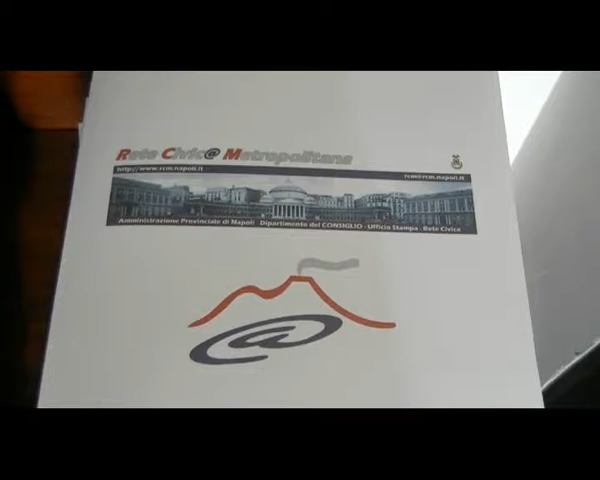 Rete Civic@ Metropolitana
http://www.rcm.napoli.it rcm@rcm.napoli.it
Amministrazione Provinciale di Napoli - Dipartimento del CONSIGLIO - Ufficio Stampa - Rete Civica
@